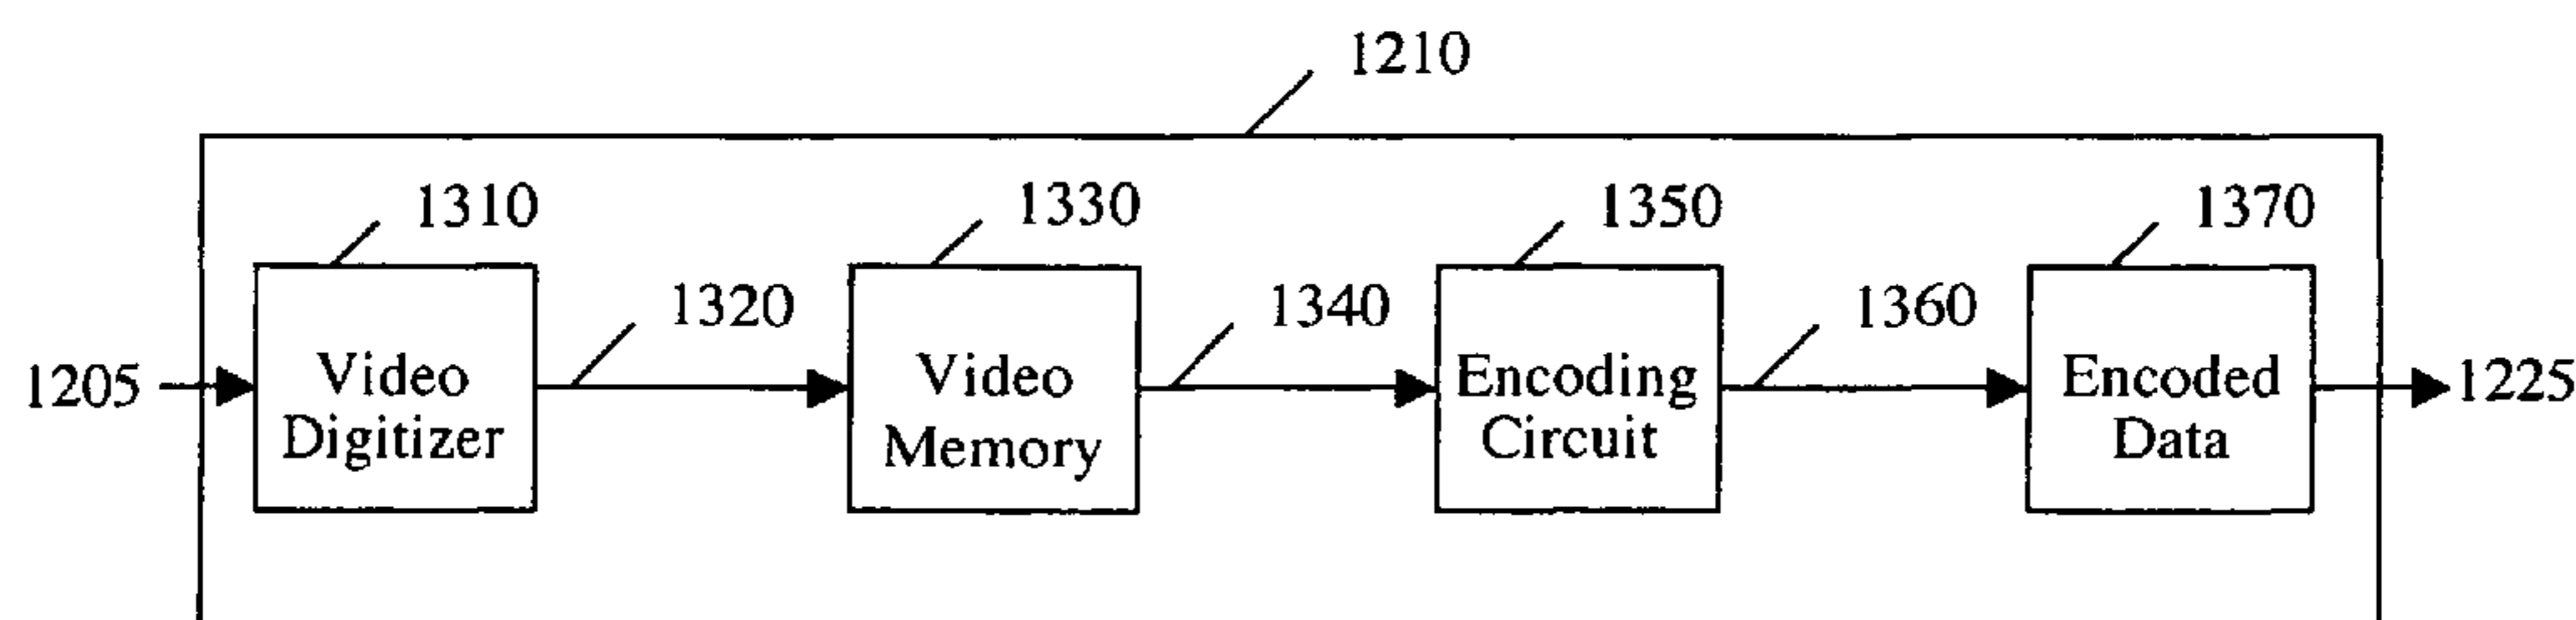 1210
1310
1330
1350
1370
1320
1340
1360
1205
Video
Digitizer
Video
Memory
Encoding
Circuit
Encoded
Data
1225